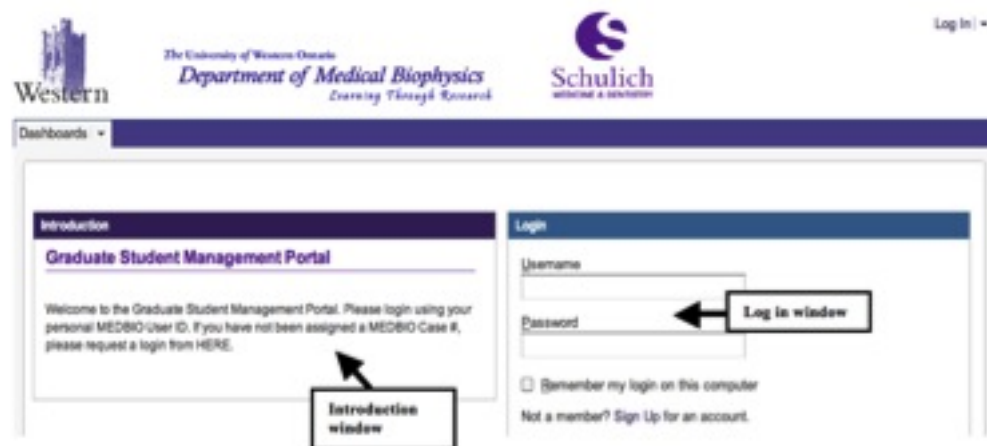 Log In
Western
The University of Western Ontario
Department of Medical Biophysics
Learning Through Research
Schulich
MEDICINE & DENTISTRY
Dashboards
Introduction
Graduate Student Management Portal
Welcome to the Graduate Student Management Portal. Please login using your
personal MEDBIO User ID. If you have not been assigned a MEDBIO Case #,
please request a login from HERE.
Introduction
window
Login
Username
Password
Log in window
Remember my login on this computer
Not a member? Sign Up for an account.